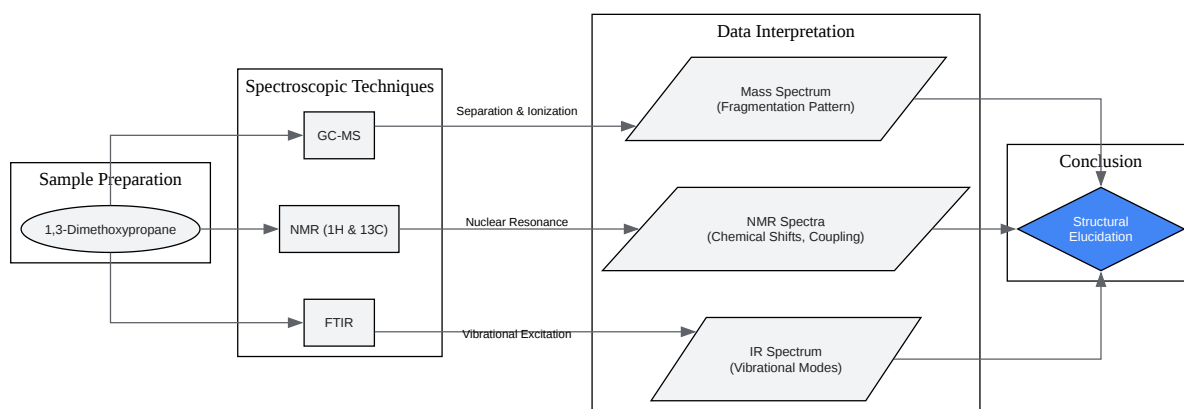 Sample Preparation
1,3-Dimethoxypropane
Spectroscopic Techniques
GC-MS
NMR (1H & 13C)
FTIR
Separation & Ionization
Nuclear Resonance
Vibrational Excitation
Data Interpretation
Mass Spectrum
(Fragmentation Pattern)
NMR Spectra
(Chemical Shifts, Coupling)
IR Spectrum
(Vibrational Modes)
Conclusion
Structural
Elucidation